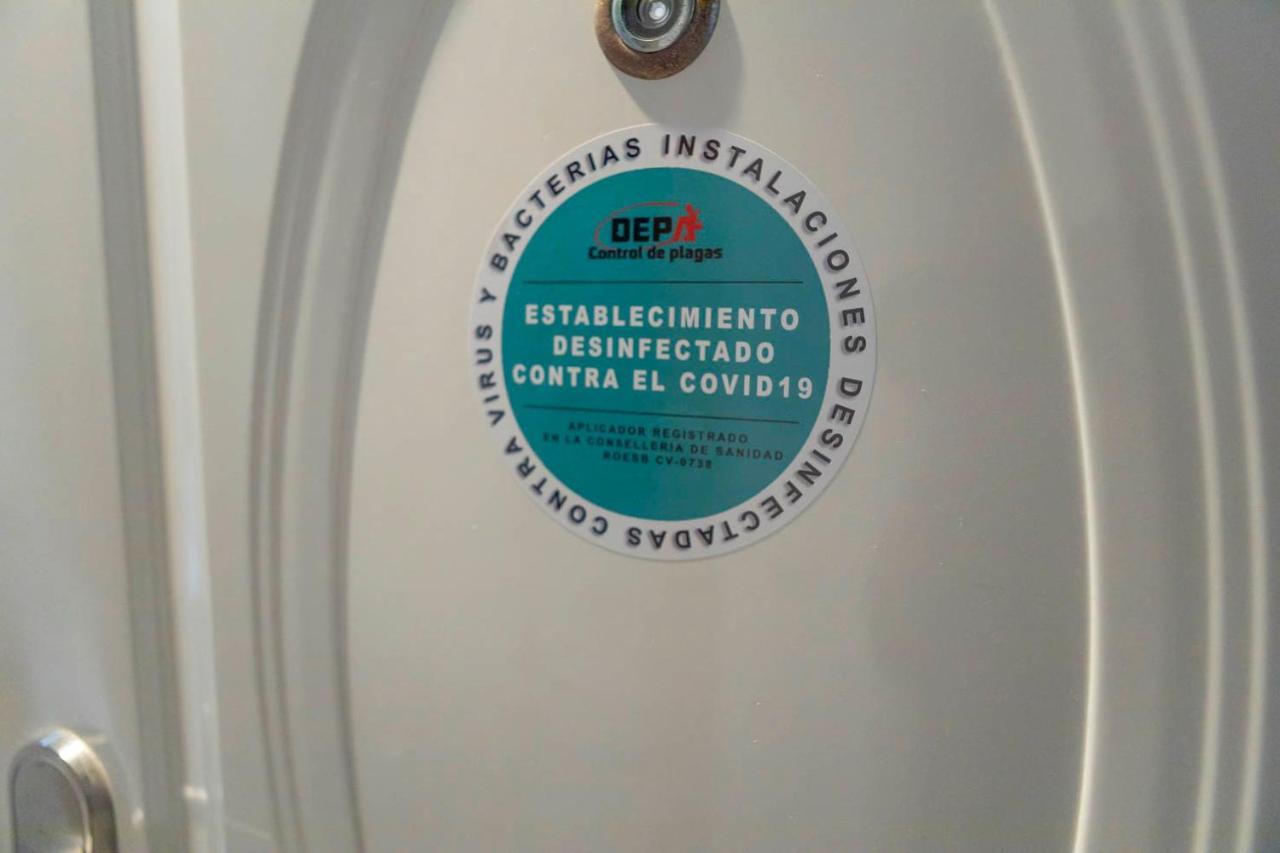 INSTALACIONES DESINFECTADAS CONTRA VIRUS Y BACTERIAS
DEPA
Control de plagas
ESTABLECIMIENTO
DESINFECTADO
CONTRA EL COVID19
APLICADOR REGISTRADO
EN LA CONSELLERIA DE SANIDAD
ROESB CV-0738